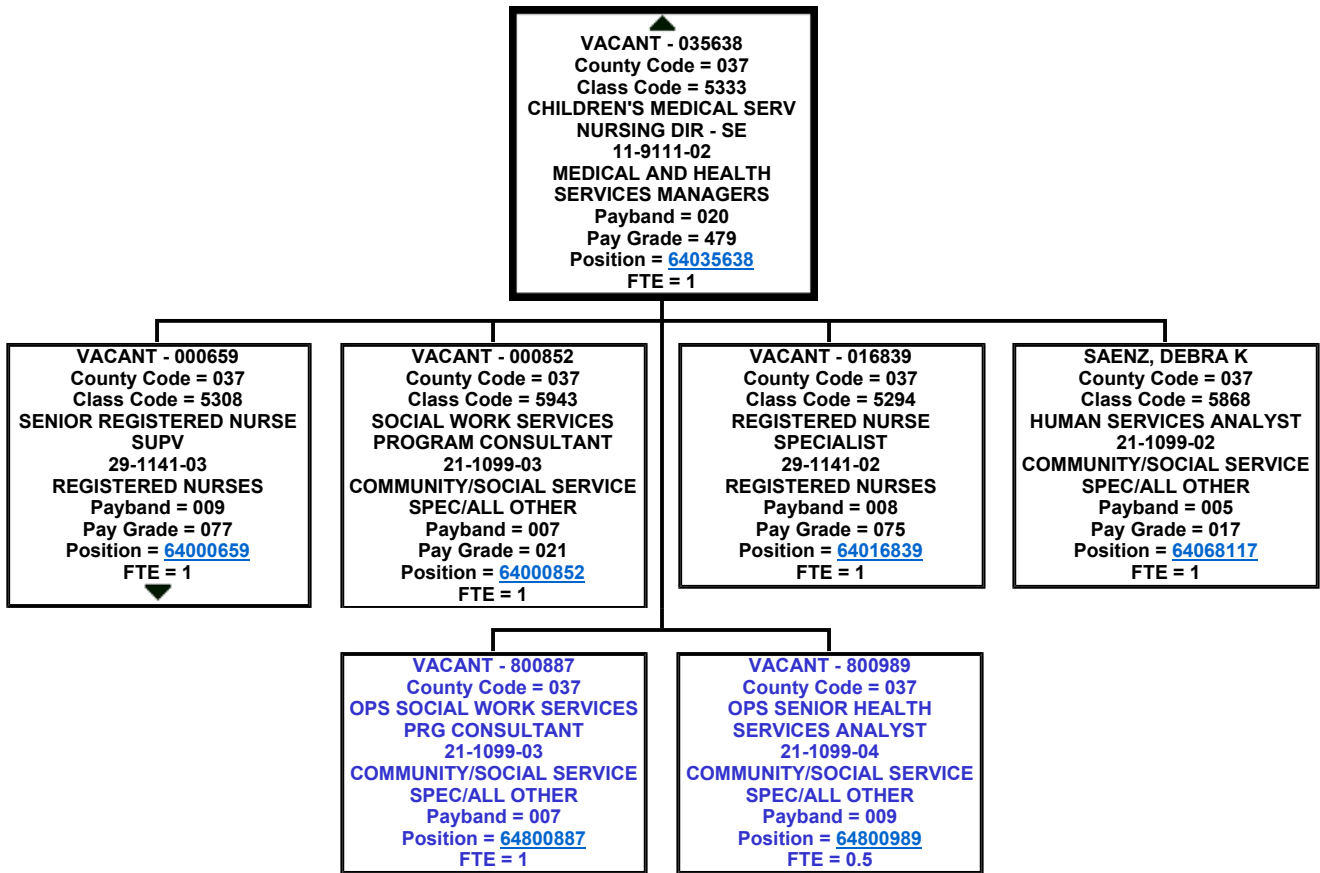 VACANT - 035638
County Code = 037
Class Code = 5333
CHILDREN'S MEDICAL SERV
NURSING DIR - SE
11-9111-02
MEDICAL AND HEALTH
SERVICES MANAGERS
Payband = 020
Pay Grade = 479
Position = 64035638
FTE = 1
VACANT - 000659
County Code = 037
Class Code = 5308
SENIOR REGISTERED NURSE
SUPV
29-1141-03
REGISTERED NURSES
Payband = 009
Pay Grade = 077
Position = 64000659
FTE = 1
VACANT - 000852
County Code = 037
Class Code = 5943
SOCIAL WORK SERVICES
PROGRAM CONSULTANT
21-1099-03
COMMUNITY/SOCIAL SERVICE
SPEC/ALL OTHER
Payband = 007
Pay Grade = 021
Position = 64000852
FTE = 1
VACANT - 016839
County Code = 037
Class Code = 5294
REGISTERED NURSE
SPECIALIST
29-1141-02
REGISTERED NURSES
Payband = 008
Pay Grade = 075
Position = 64016839
FTE = 1
SAENZ, DEBRA K
County Code = 037
Class Code = 5868
HUMAN SERVICES ANALYST
21-1099-02
COMMUNITY/SOCIAL SERVICE
SPEC/ALL OTHER
Payband = 005
Pay Grade = 017
Position = 64068117
FTE = 1
VACANT - 800887
County Code = 037
OPS SOCIAL WORK SERVICES
PRG CONSULTANT
21-1099-03
COMMUNITY/SOCIAL SERVICE
SPEC/ALL OTHER
Payband = 007
Position = 64800887
FTE = 1
VACANT - 800989
County Code = 037
OPS SENIOR HEALTH
SERVICES ANALYST
21-1099-04
COMMUNITY/SOCIAL SERVICE
SPEC/ALL OTHER
Payband = 009
Position = 64800989
FTE = 0.5